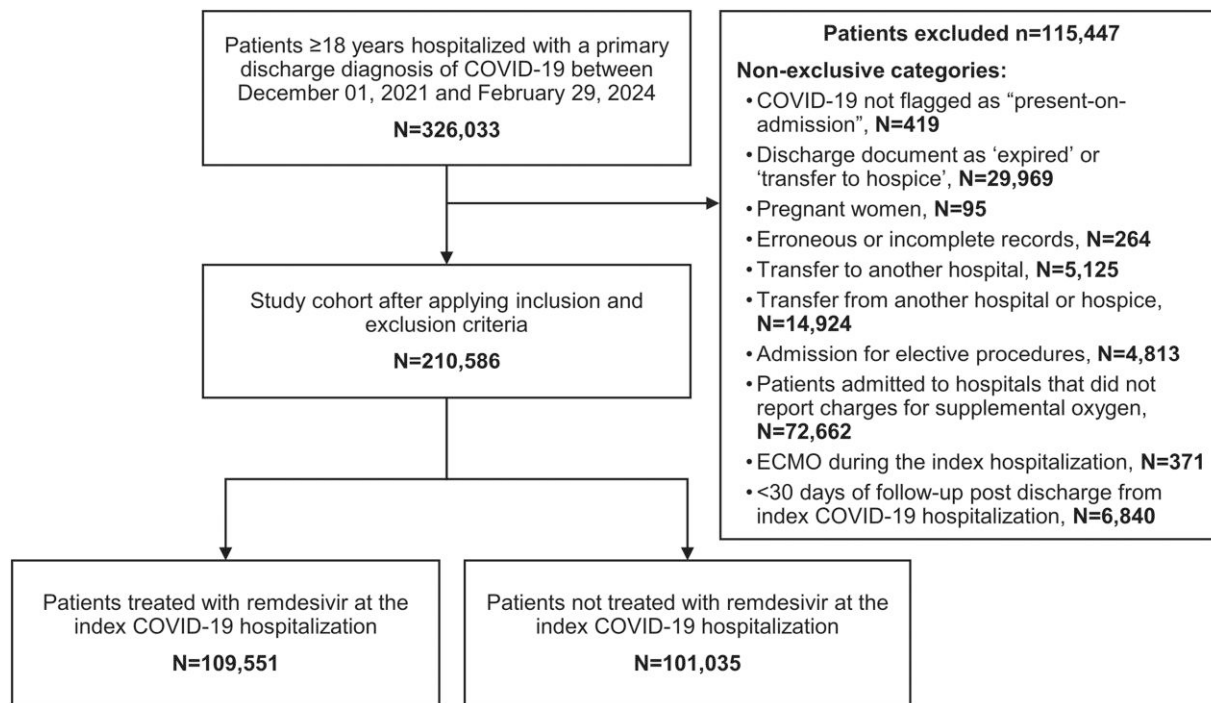 Patients ≥18 years hospitalized with a primary
discharge diagnosis of COVID-19 between
December 01, 2021 and February 29, 2024
N=326,033
Patients excluded n=115,447
Non-exclusive categories:
• COVID-19 not flagged as “present-on-
admission”, N=419
• Discharge document as ‘expired’ or
‘transfer to hospice’, N=29,969
• Pregnant women, N=95
• Erroneous or incomplete records, N=264
• Transfer to another hospital, N=5,125
• Transfer from another hospital or hospice,
N=14,924
• Admission for elective procedures, N=4,813
• Patients admitted to hospitals that did not
report charges for supplemental oxygen,
N=72,662
• ECMO during the index hospitalization, N=371
• <30 days of follow-up post discharge from
index COVID-19 hospitalization, N=6,840
Study cohort after applying inclusion and
exclusion criteria
N=210,586
Patients treated with remdesivir at the
index COVID-19 hospitalization
N=109,551
Patients not treated with remdesivir at the
index COVID-19 hospitalization
N=101,035